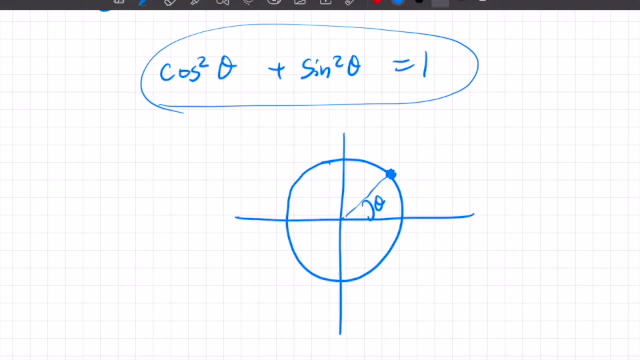 cos²θ + sin²θ = 1
θ